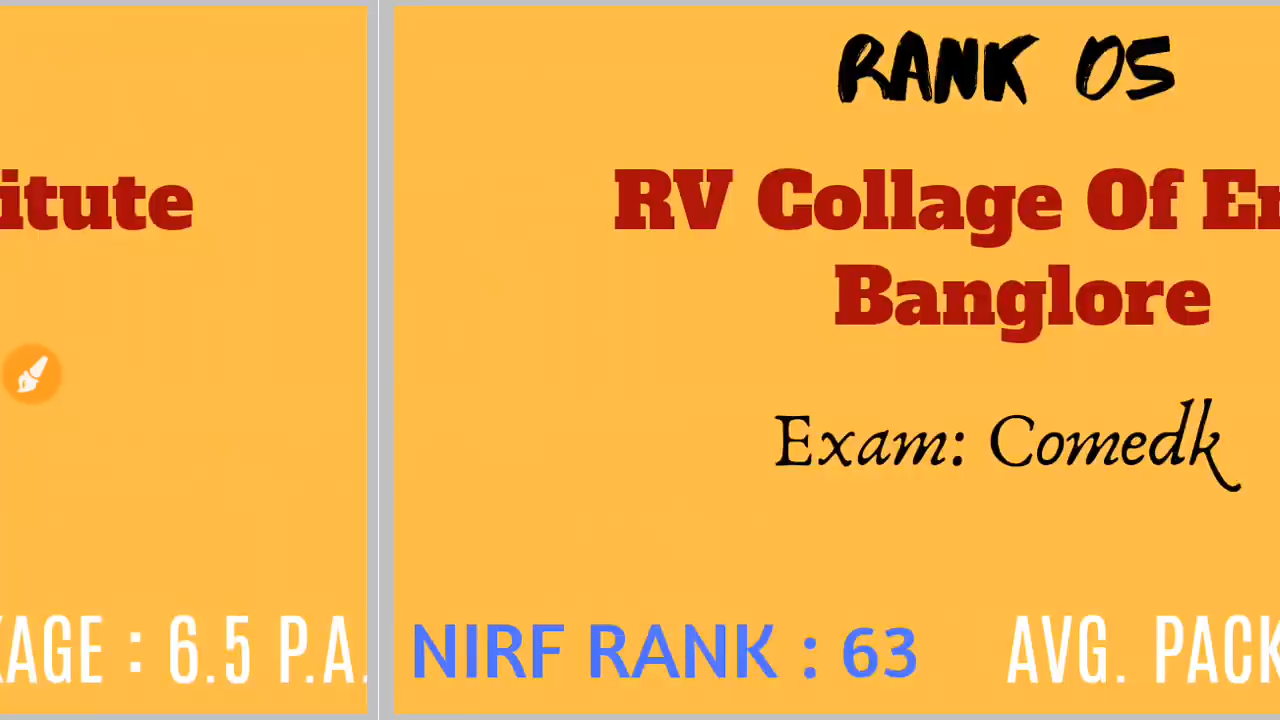 itute
KAGE : 6.5 P.A.
RANK 05
RV Collage Of En
Banglore
Exam: Comedk
NIRF RANK : 63
AVG. PACK